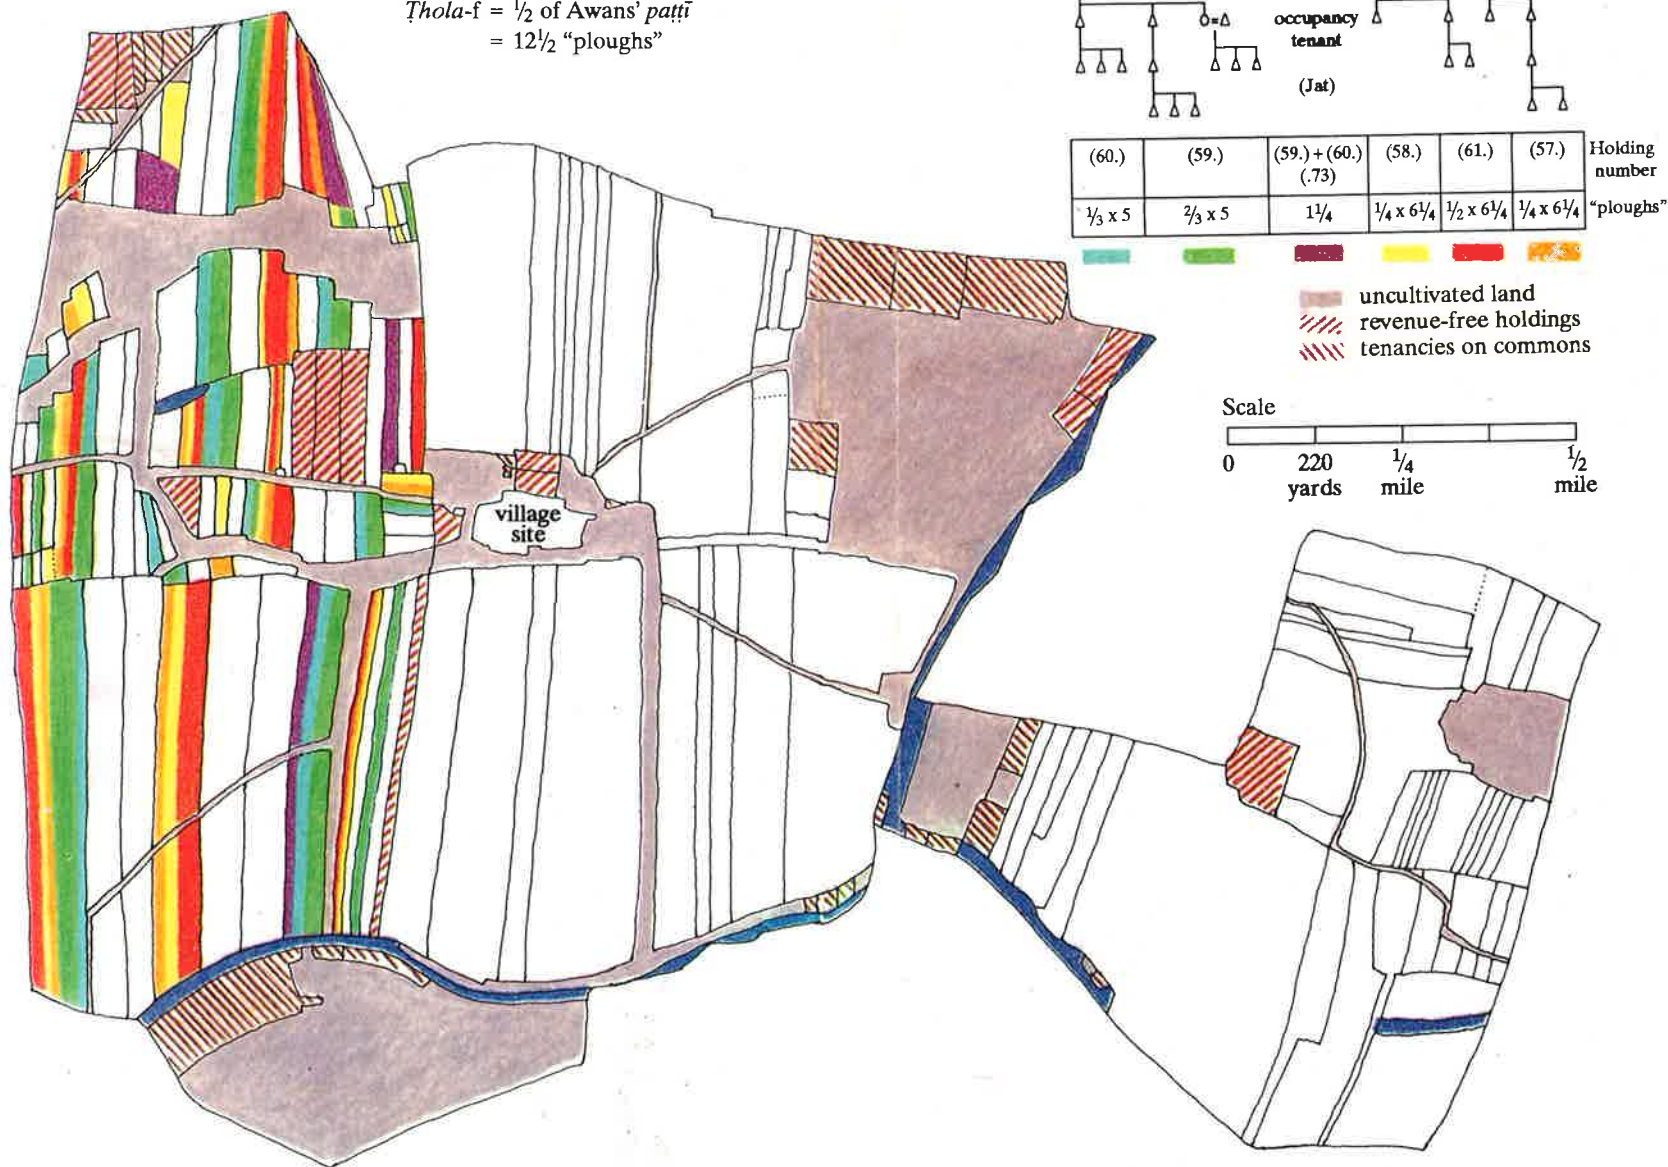 Ṭhola-f = ½ of Awans' paṭṭī
= 12½ "ploughs"
occupancy
tenant
(Jat)
(60.) (59.) (59.) + (60.) (58.) (61.) (57.) Holding
(.73) number
⅓ x 5 ⅔ x 5 1¼ ¼ x 6¼ ½ x 6¼ ¼ x 6¼ "ploughs"
uncultivated land
revenue-free holdings
tenancies on commons
Scale
0 220 ¼ ½
yards mile mile
village
site